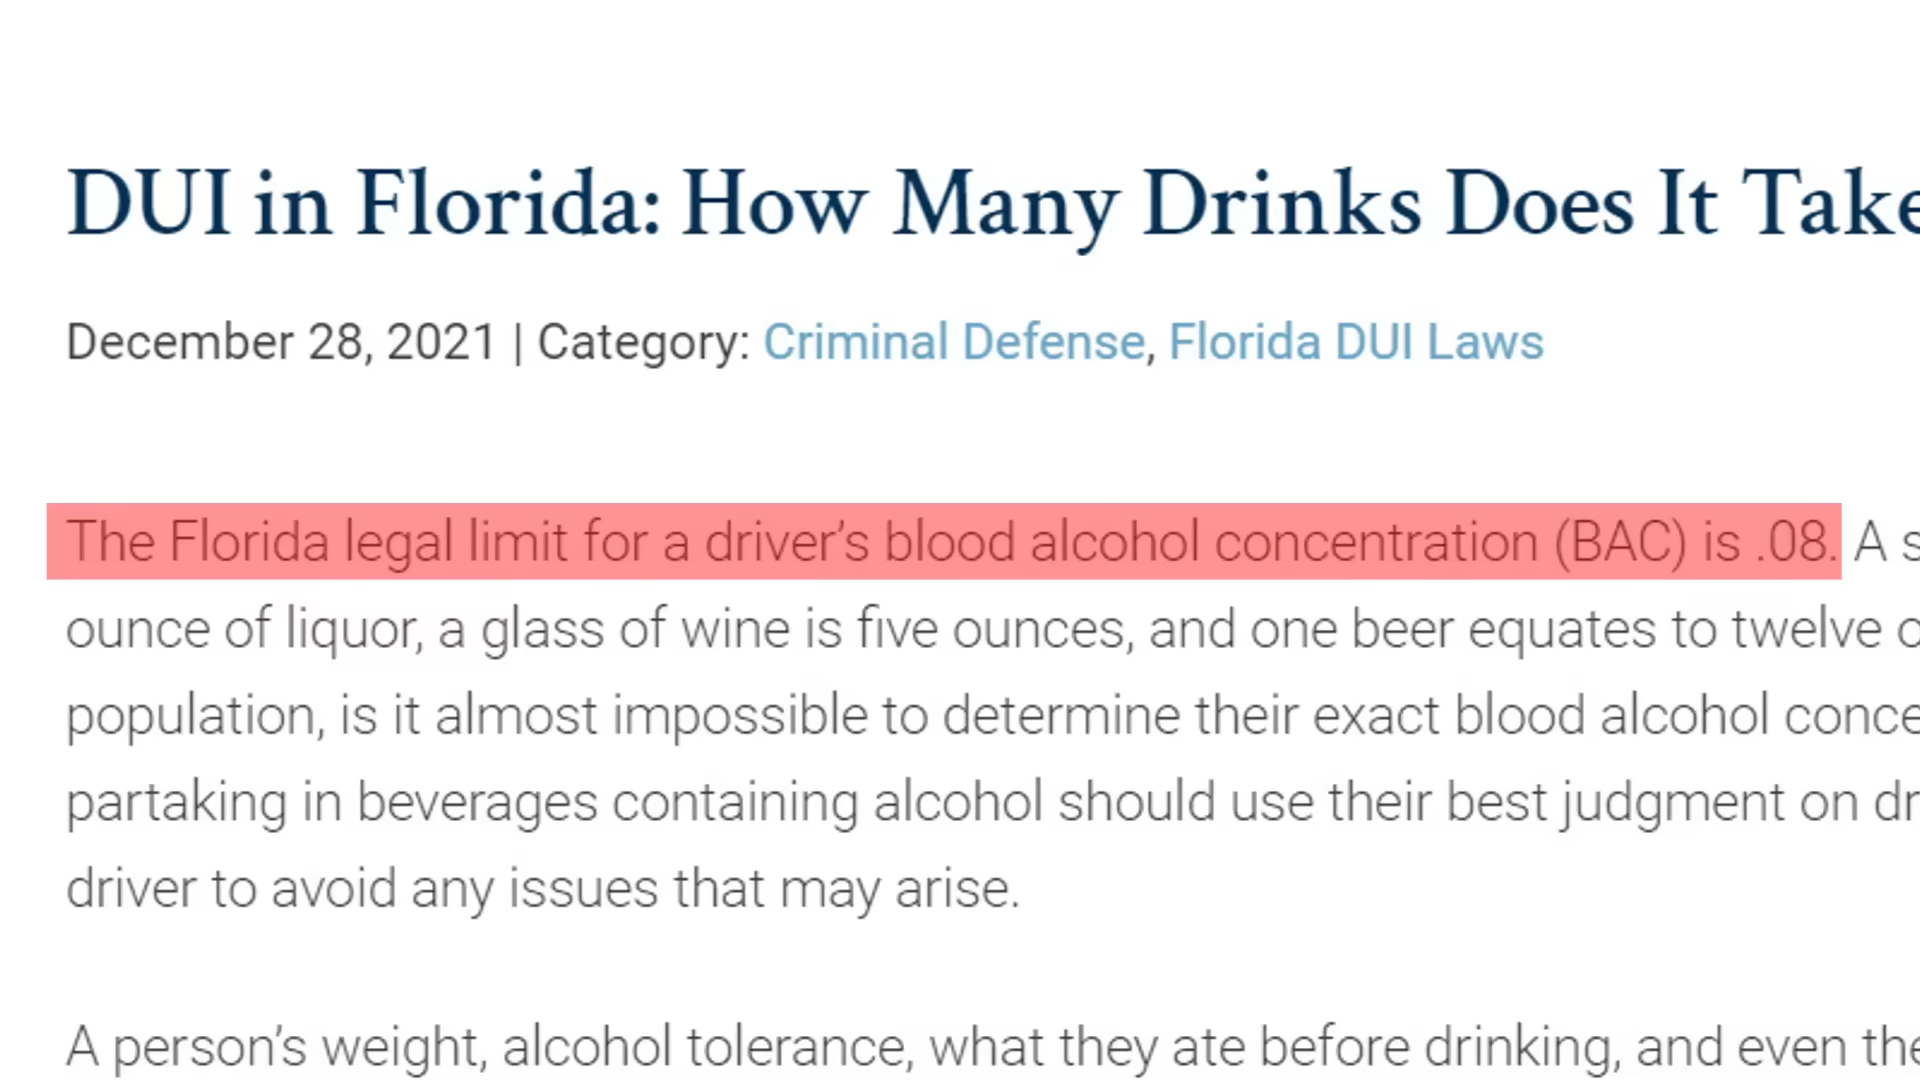 DUI in Florida: How Many Drinks Does It Take
December 28, 2021 | Category: Criminal Defense, Florida DUI Laws
The Florida legal limit for a driver’s blood alcohol concentration (BAC) is .08. A
ounce of liquor, a glass of wine is five ounces, and one beer equates to twelve
population, is it almost impossible to determine their exact blood alcohol
partaking in beverages containing alcohol should use their best judgment on
driver to avoid any issues that may arise.
A person’s weight, alcohol tolerance, what they ate before drinking, and even